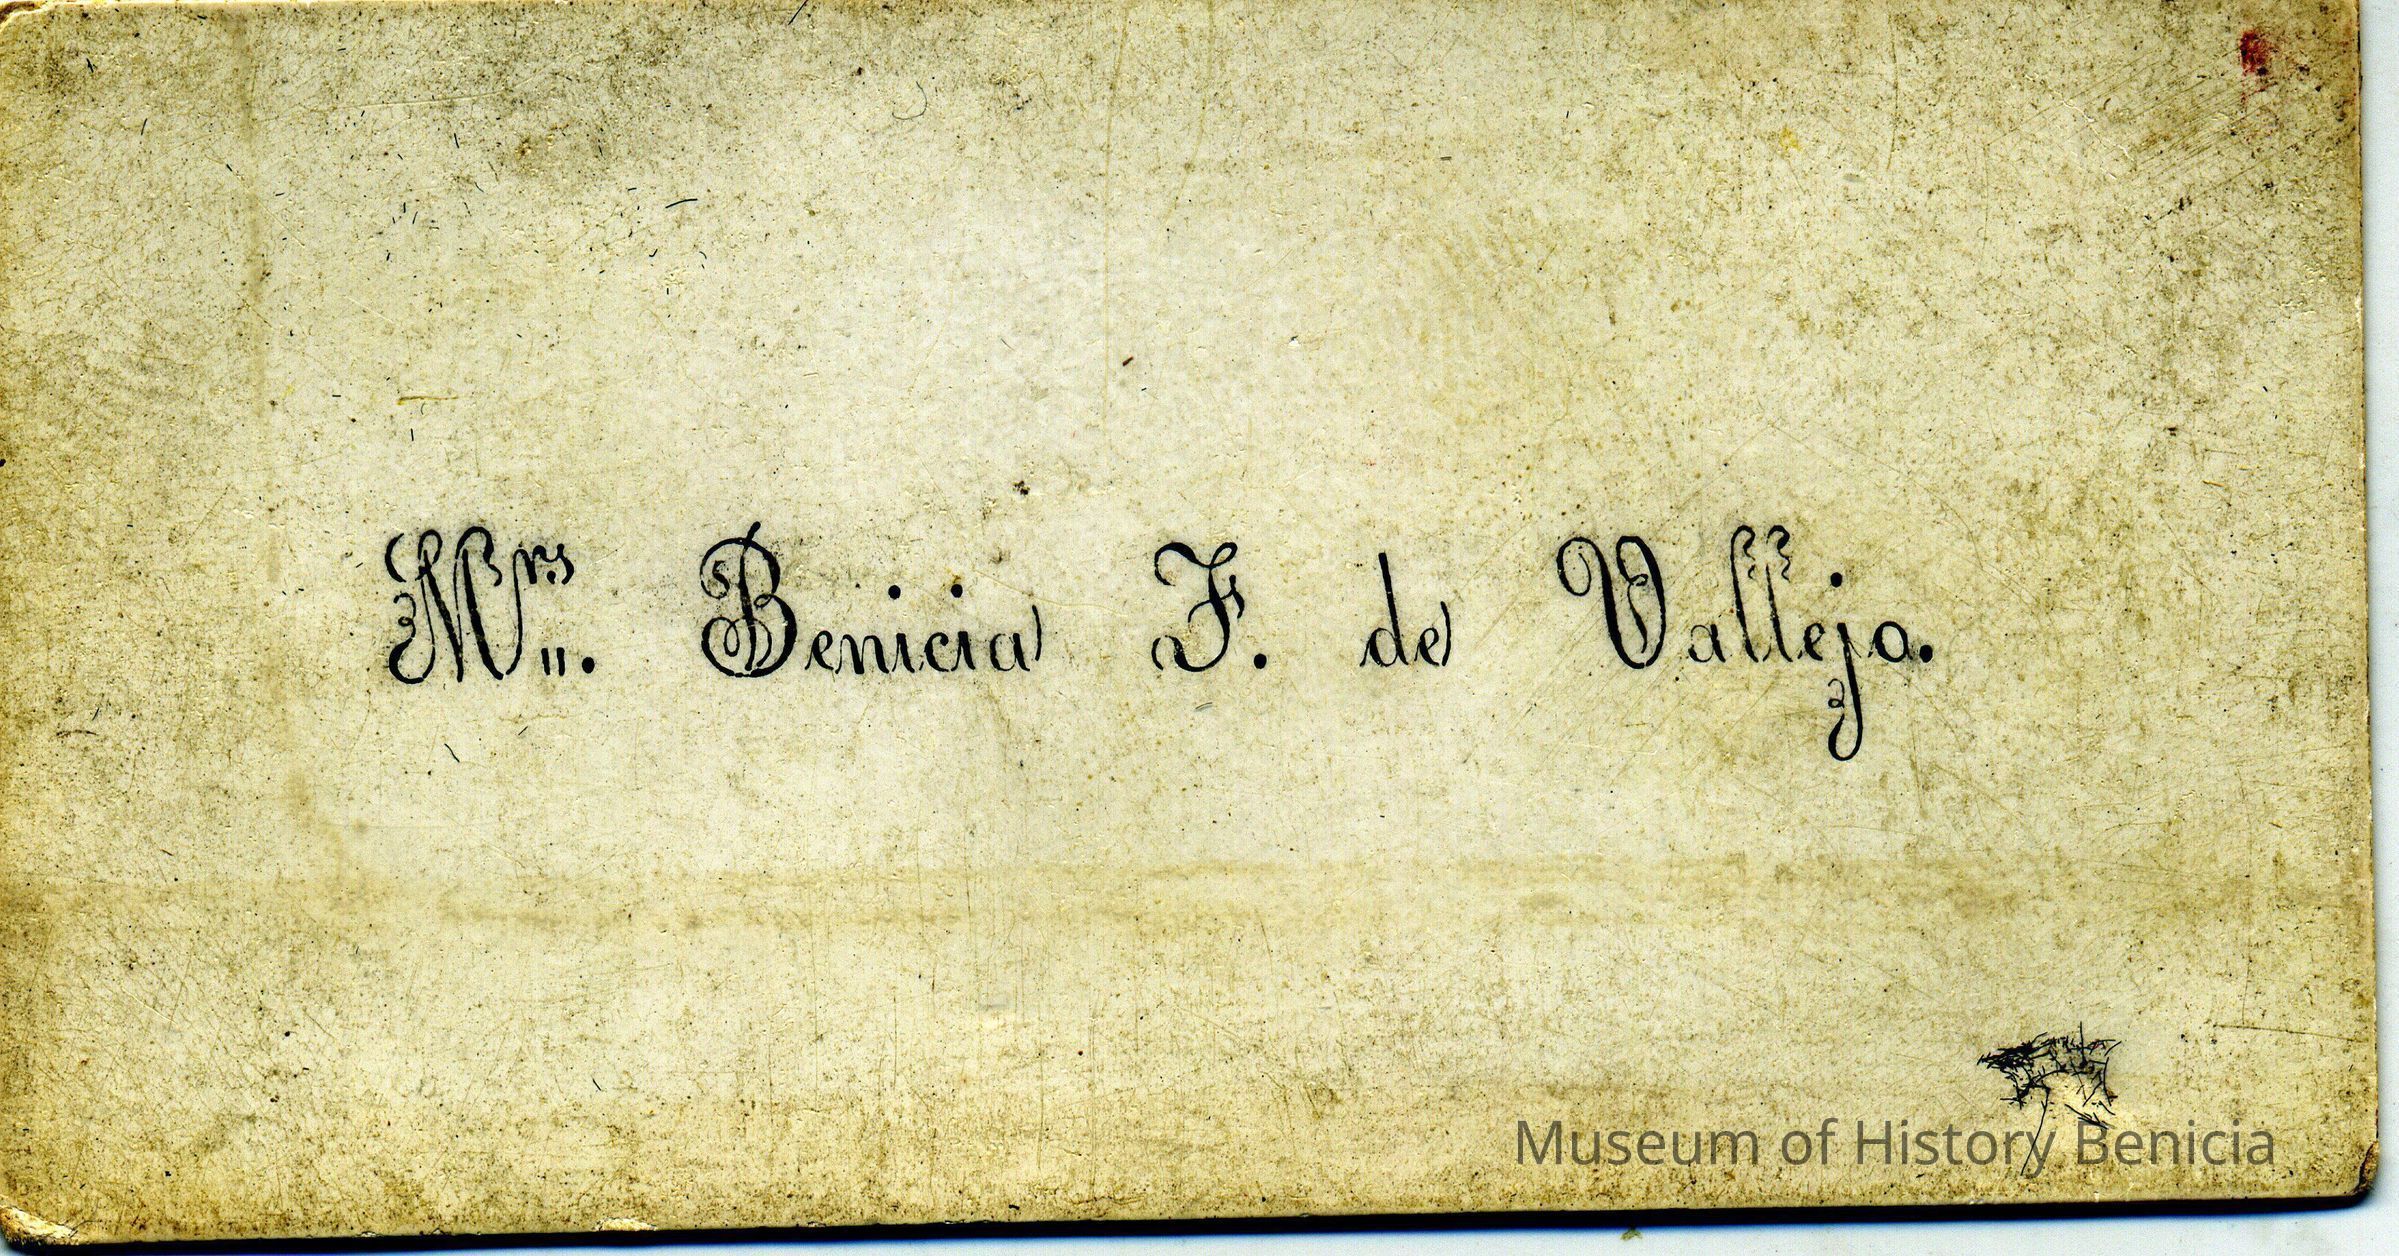 Mrs. Benicia F. de Vallejo.
Museum of History Benicia